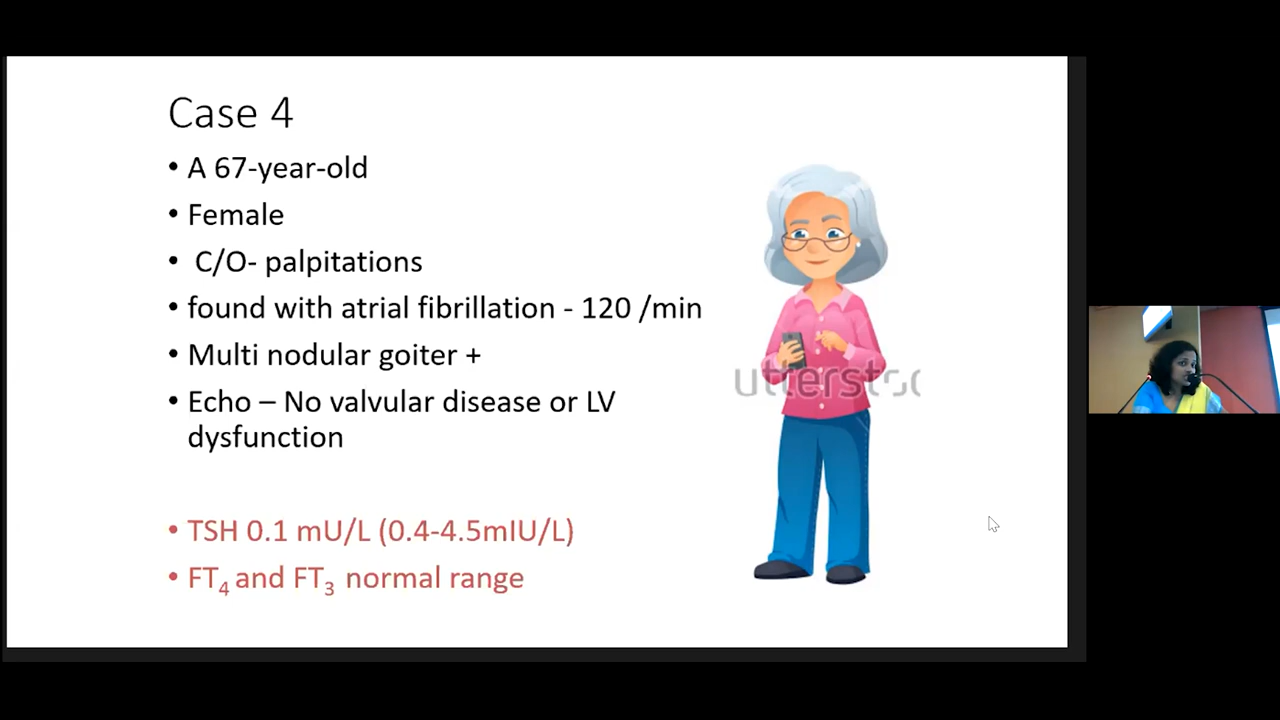 Case 4
• A 67-year-old
• Female
• C/O- palpitations
• found with atrial fibrillation - 120 /min
• Multi nodular goiter +
• Echo – No valvular disease or LV
dysfunction
• TSH 0.1 mU/L (0.4-4.5mIU/L)
• FT4 and FT3 normal range
utterstoc